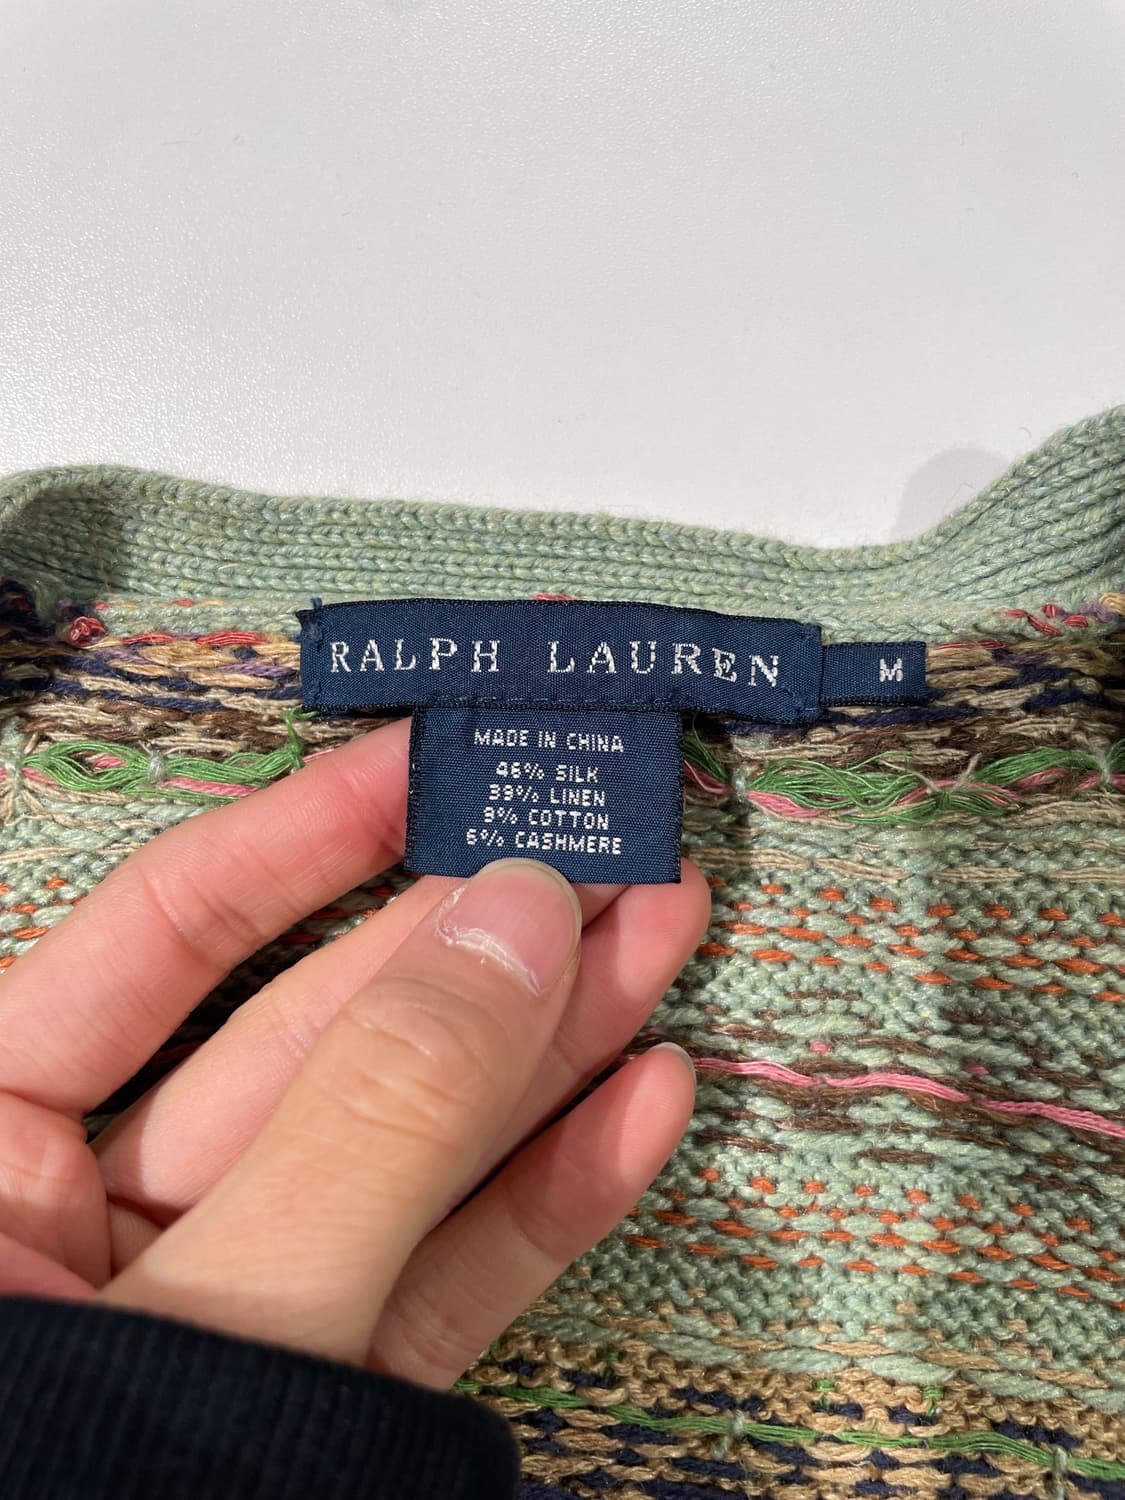 RALPH LAUREN
M
MADE IN CHINA
46% SILK
39% LINEN
9% COTTON
6% CASHMERE